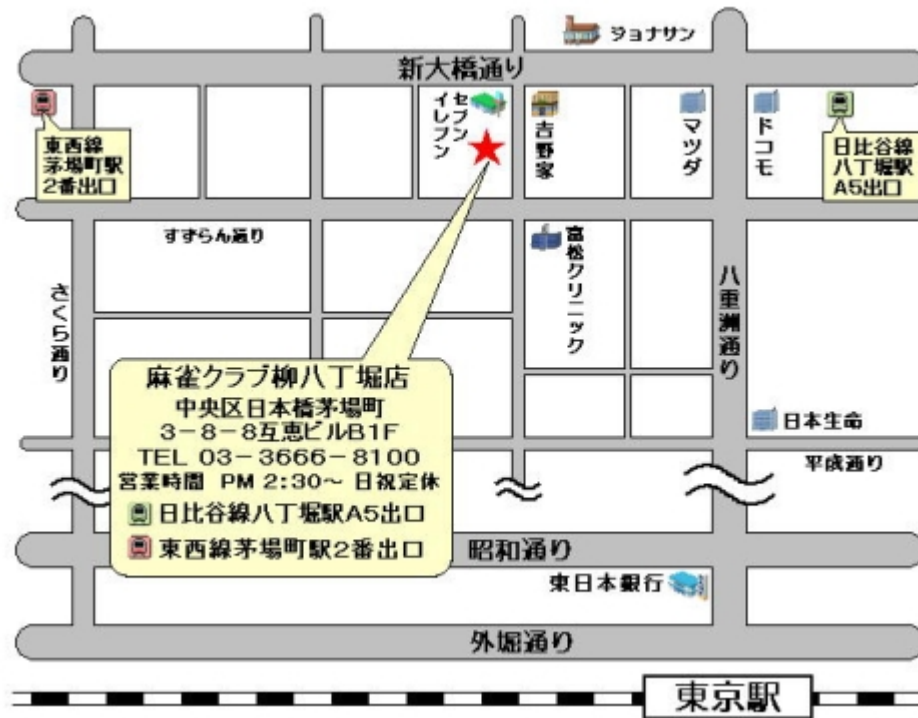 ジョナサン
新大橋通り
東西線
茅場町駅
2番出口
セブン
イレブン
吉野家
マツダ
ドコモ
日比谷線
八丁堀駅
A5出口
すずらん通り
富松クリニック
さくら通り
八重洲通り
麻雀クラブ柳八丁堀店
中央区日本橋茅場町
3-8-8互恵ビルB1F
TEL 03-3666-8100
営業時間 PM 2:30~ 日祝定休
日比谷線八丁堀駅A5出口
東西線茅場町駅2番出口
日本生命
平成通り
昭和通り
東日本銀行
外堀通り
東京駅